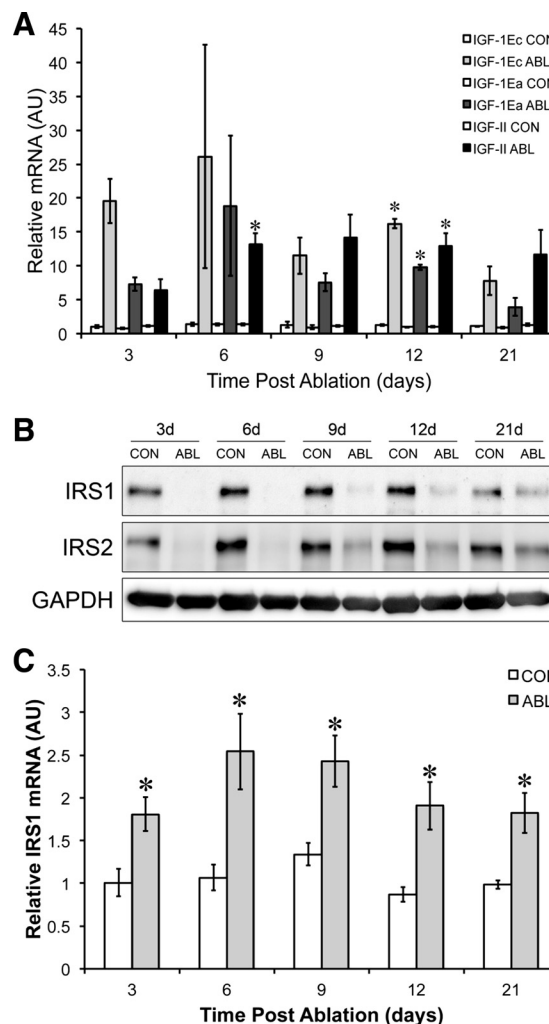 A
45
40
35
30
25
20
15
10
5
0
Relative mRNA (AU)
IGF-1Ec CON
IGF-1Ec ABL
IGF-1Ea CON
IGF-1Ea ABL
IGF-II CON
IGF-II ABL
*
* * *
3 6 9 12 21
Time Post Ablation (days)
B
3d 6d 9d 12d 21d
CON ABL CON ABL CON ABL CON ABL CON ABL
IRS1
IRS2
GAPDH
C
3.5
3
2.5
2
1.5
1
0.5
0
Relative IRS1 mRNA (AU)
CO
ABL
* * * * *
3 6 9 12 21
Time Post Ablation (days)